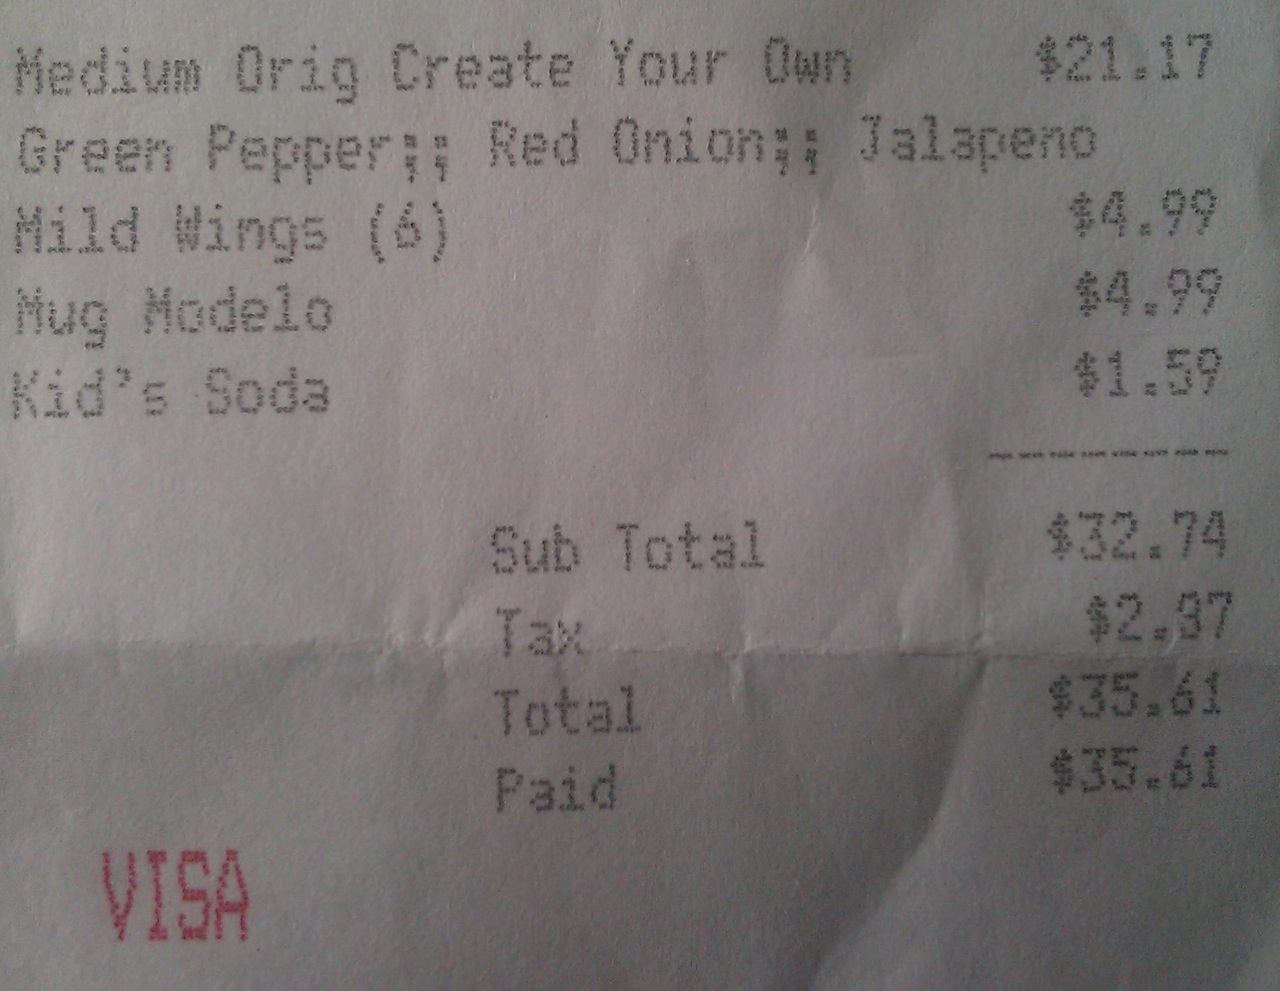 Medium Orig Create Your Own $21.17
Green Pepper;; Red Onion;; Jalapeno
Mild Wings (6) $4.99
Mug Modelo $4.99
Kid's Soda $1.59
--------
Sub Total $32.74
Tax $2.87
Total $35.61
Paid $35.61
VISA